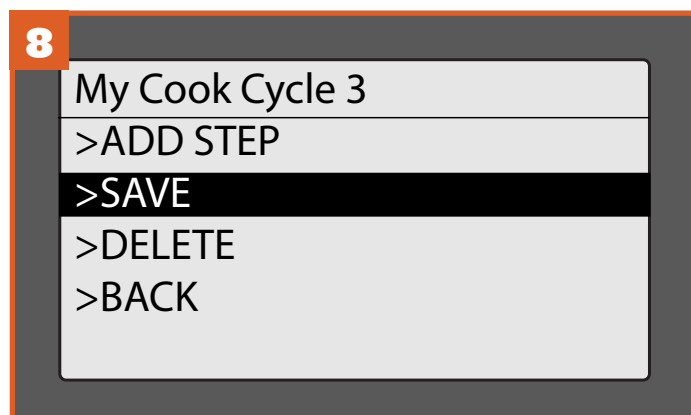 8
My Cook Cycle 3
>ADD STEP
>SAVE
>DELETE
>BACK